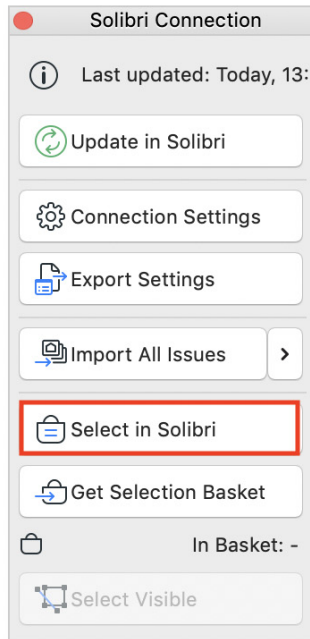 Solibri Connection
Last updated: Today, 13:
Update in Solibri
Connection Settings
Export Settings
Import All Issues
Select in Solibri
Get Selection Basket
In Basket: -
Select Visible